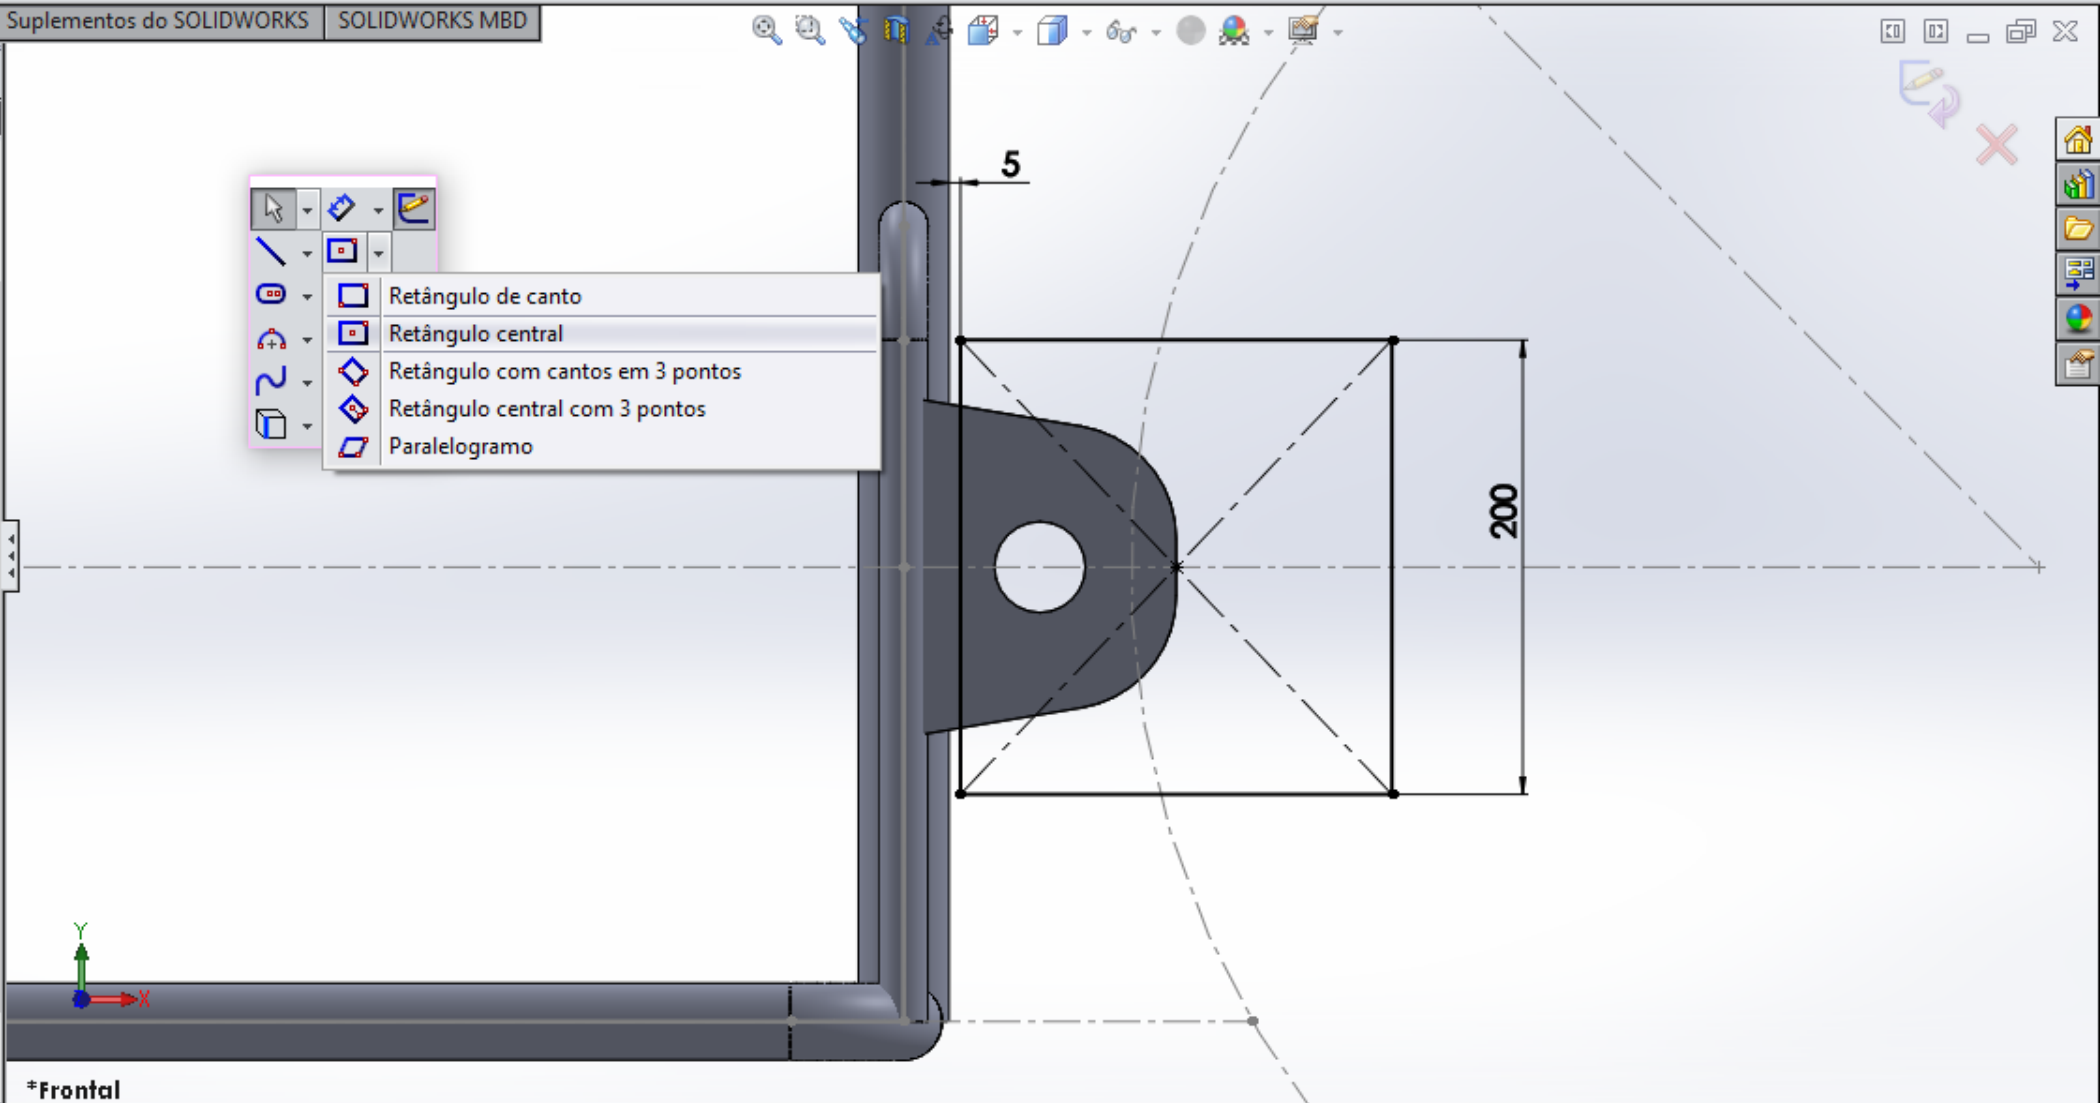 Suplementos do SOLIDWORKS SOLIDWORKS MBD
5
Retângulo de canto
Retângulo central
Retângulo com cantos em 3 pontos
Retângulo central com 3 pontos
Paralelogramo
200
Y
X
*Frontal